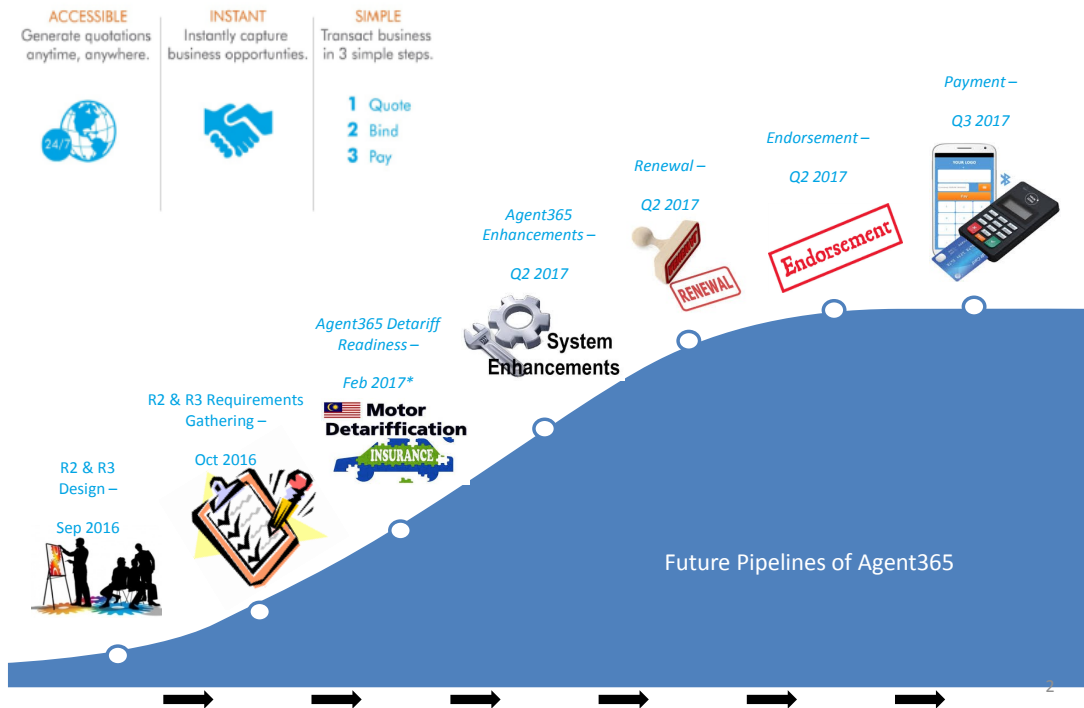 ACCESSIBLE
Generate quotations
anytime, anywhere.
24/7
INSTANT
Instantly capture
business opportunties.
SIMPLE
Transact business
in 3 simple steps.
1 Quote
2 Bind
3 Pay
R2 & R3
Design –
Sep 2016
R2 & R3 Requirements
Gathering –
Oct 2016
Agent365 Detariff
Readiness –
Feb 2017*
Motor
Detariffication
INSURANCE
Agent365
Enhancements –
Q2 2017
System
Enhancements
Renewal –
Q2 2017
RENEWAL
Endorsement –
Q2 2017
Endorsement
Payment –
Q3 2017
YOUR LOGO
Future Pipelines of Agent365
2